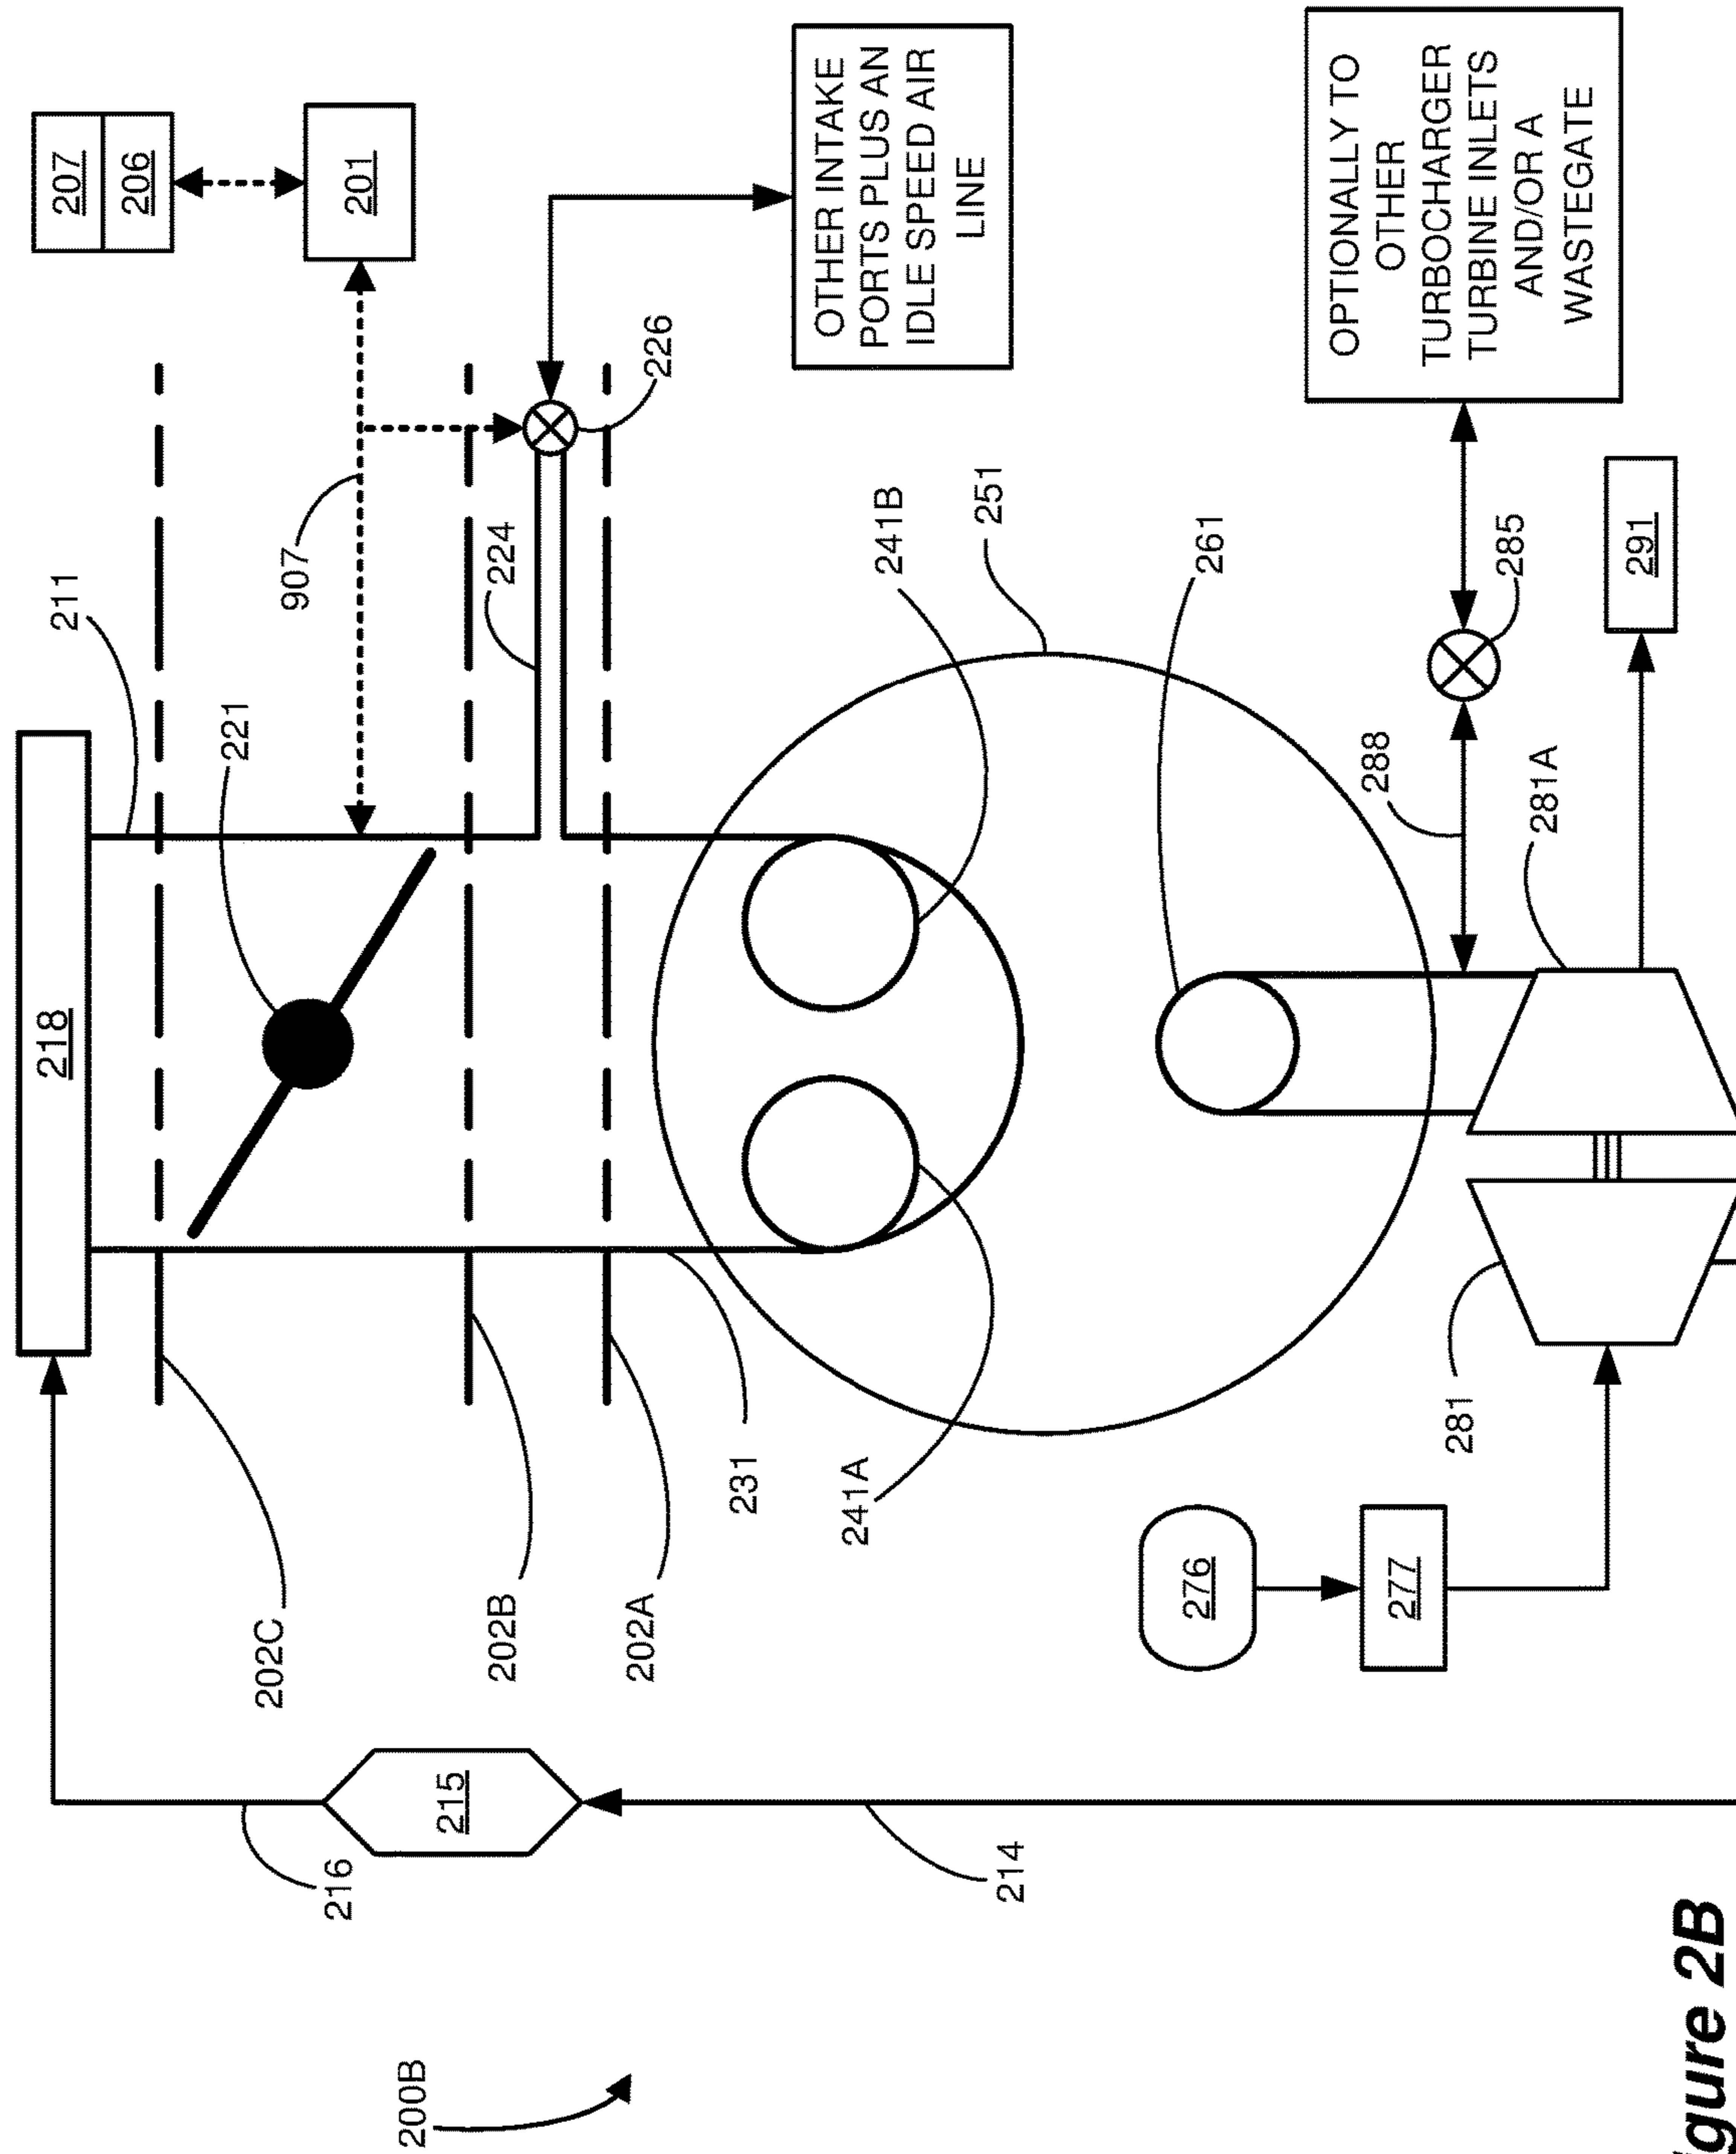 207
206
201
OTHER INTAKE
PORTS PLUS AN
IDLE SPEED AIR
LINE
OPTIONALLY TO
OTHER
TURBOCHARGER
TURBINE INLETS
AND/OR A
WASTEGATE
226
211
907
224
241B
251
261
285
291
221
288
281A
218
202C
202B
202A
231
241A
281
276
277
215
216
214
200B
gure 2B